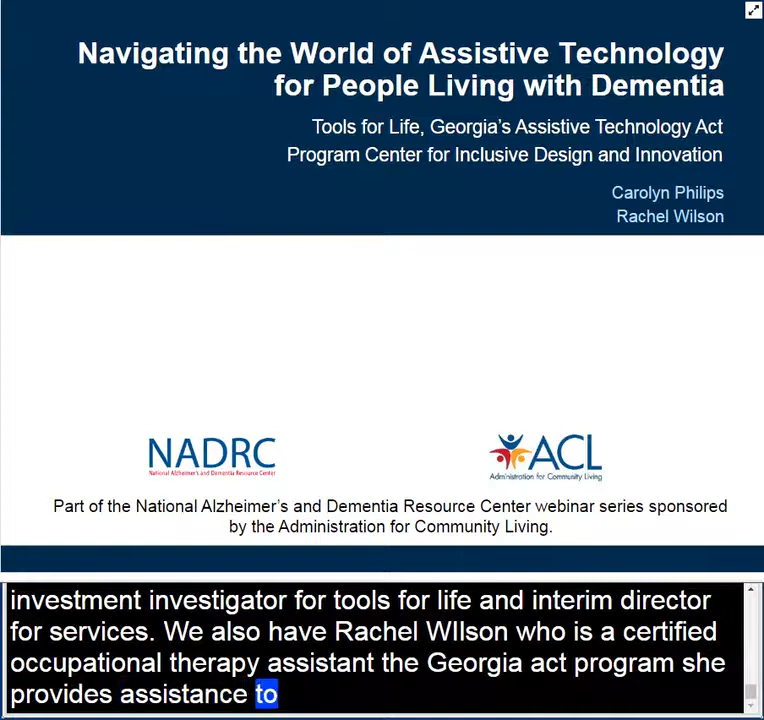 Navigating the World of Assistive Technology
for People Living with Dementia
Tools for Life, Georgia's Assistive Technology Act
Program Center for Inclusive Design and Innovation
Carolyn Philips
Rachel Wilson
NADRC
National Alzheimer's and Dementia Resource Center
ACL
Administration for Community Living
Part of the National Alzheimer's and Dementia Resource Center webinar series sponsored
by the Administration for Community Living.
investment investigator for tools for life and interim director
for services. We also have Rachel WIlson who is a certified
occupational therapy assistant the Georgia act program she
provides assistance to